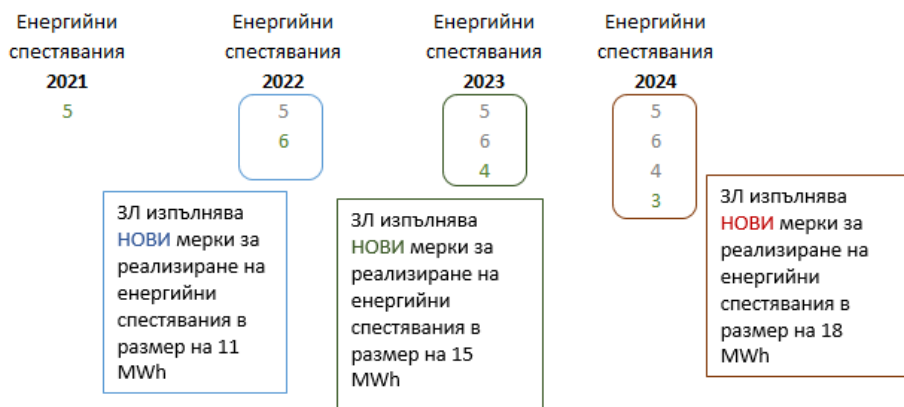 Енергийни
спестявания
2021
5
Енергийни
спестявания
2022
5
6
Енергийни
спестявания
2023
5
6
4
Енергийни
спестявания
2024
5
6
4
3
ЗЛ изпълнява
НОВИ мерки за
реализиране на
енергийни
спестявания в
размер на 11
MWh
ЗЛ изпълнява
НОВИ мерки за
реализиране на
енергийни
спестявания в
размер на 15
MWh
ЗЛ изпълнява
НОВИ мерки за
реализиране на
енергийни
спестявания в
размер на 18
MWh